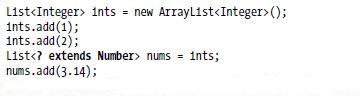 List<Integer> ints = new ArrayList<Integer>();
ints.add(1);
ints.add(2);
List<? extends Number> nums = ints;
nums.add(3.14);